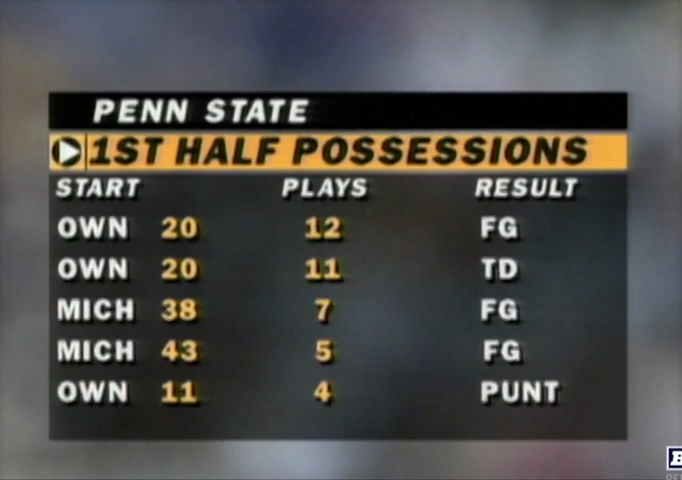 PENN STATE
1ST HALF POSSESSIONS
START PLAYS RESULT
OWN 20 12 FG
OWN 20 11 TD
MICH 38 7 FG
MICH 43 5 FG
OWN 11 4 PUNT